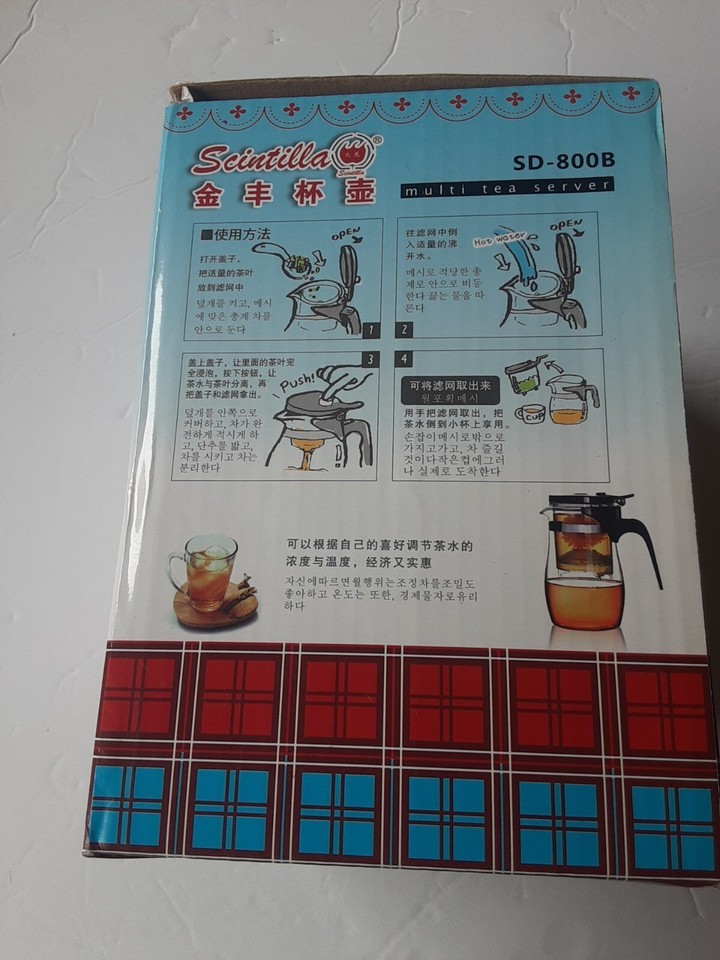 Scintilla
®
Scintilla
金丰杯壶
SD-800B
multi tea server
■使用方法
打开盖子,
把适量的茶叶
放到滤网中
덮개를 켜고, 메시
에 맞은 총계 차를
안으로 둔다
OPEN
1
往滤网中倒
入适量的沸
开水。
메시로 적당한 총
계로 안으로 비등
한다 끓는 물을 따
른다
Hot water
OPEN
2
盖上盖子, 让里面的茶叶完
全浸泡, 按下按钮, 让
茶水与茶叶分离, 再
把盖子和滤网拿出。
덮개를 안쪽으로
커버하고, 차가 완
전하게 적시게 하
고, 단추를 밟고,
차를 시키고 차는
분리한다
Push!
3
4
可将滤网取出来
월포획메시
用手把滤网取出, 把
茶水倒到小杯上享用。
손잡이메시로밖으로
가지고가고, 차 즐길
것이다작은컵에그러
나 실제로 도착한다
CUP
可以根据自己的喜好调节茶水的
浓度与温度, 经济又实惠
자신에따르면월행위는조정차를조밀도
좋아하고 온도는 또한, 경제물자로유리
하다